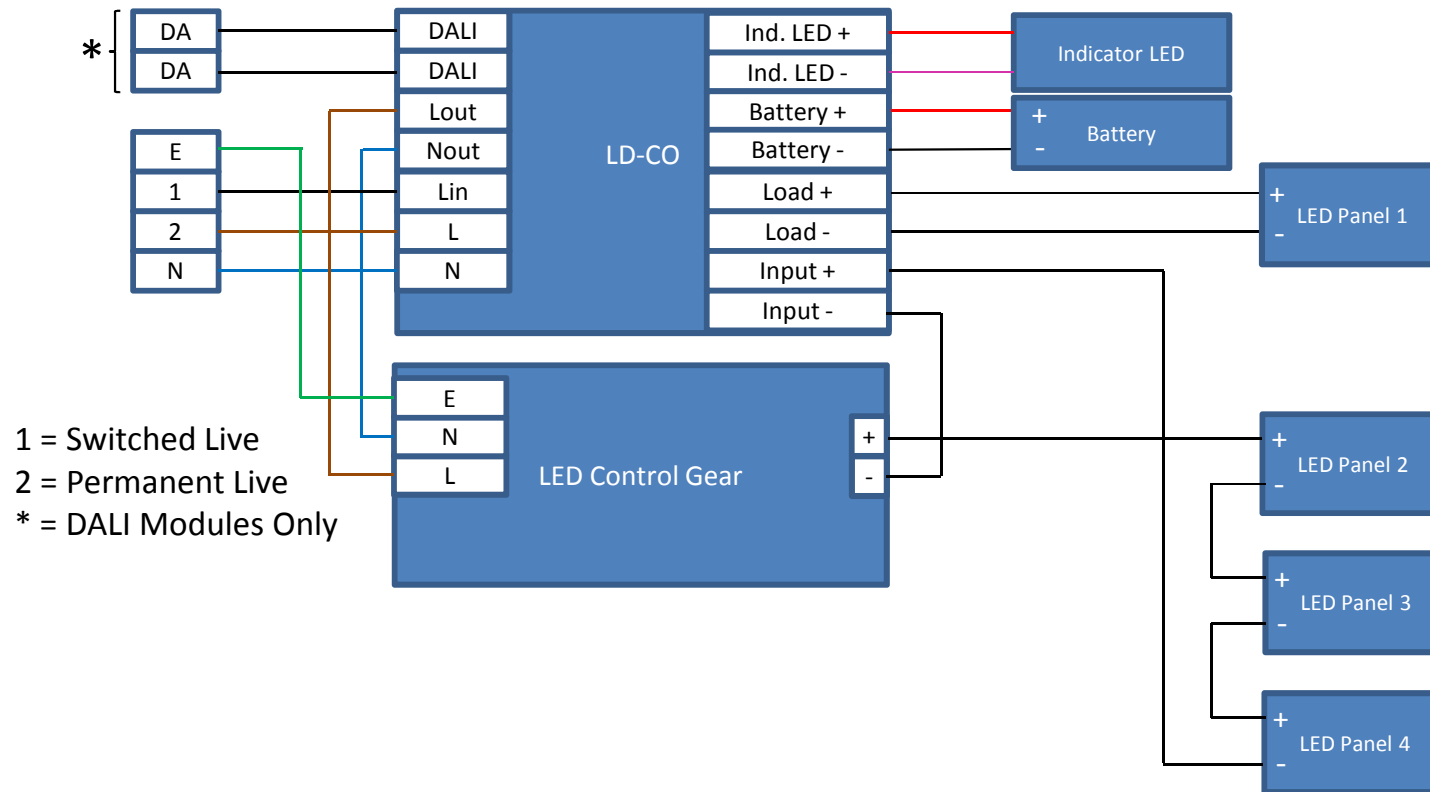 *
DA
DA
E
1
2
N
DALI
DALI
Lout
Nout
Lin
L
N
LD-CO
Ind. LED +
Ind. LED -
Battery +
Battery -
Load +
Load -
Input +
Input -
Indicator LED
+
-
Battery
+
-
LED Panel 1
E
N
L
LED Control Gear
+
-
+
-
LED Panel 2
+
-
LED Panel 3
+
-
LED Panel 4
1 = Switched Live
2 = Permanent Live
* = DALI Modules Only